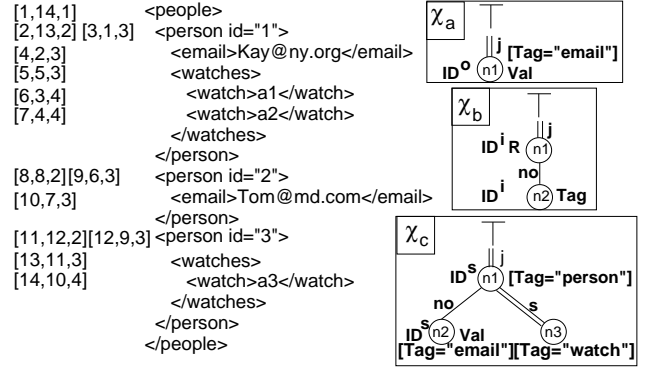 [1,14,1] <people>
[2,13,2] [3,1,3] <person id="1">
[4,2,3] <email>Kay@ny.org</email>
[5,5,3] <watches>
[6,3,4] <watch>a1</watch>
[7,4,4] <watch>a2</watch>
</watches>
</person>
[8,8,2][9,6,3] <person id="2">
[10,7,3] <email>Tom@md.com</email>
</person>
[11,12,2][12,9,3] <person id="3">
[13,11,3] <watches>
[14,10,4] <watch>a3</watch>
</watches>
</person>
</people>
χa
j [Tag="email"]
IDo n1 Val
χb
j
IDi R n1
no
IDi n2 Tag
χc
j
IDs n1 [Tag="person"]
no s
IDs n2 Val n3
[Tag="email"][Tag="watch"]